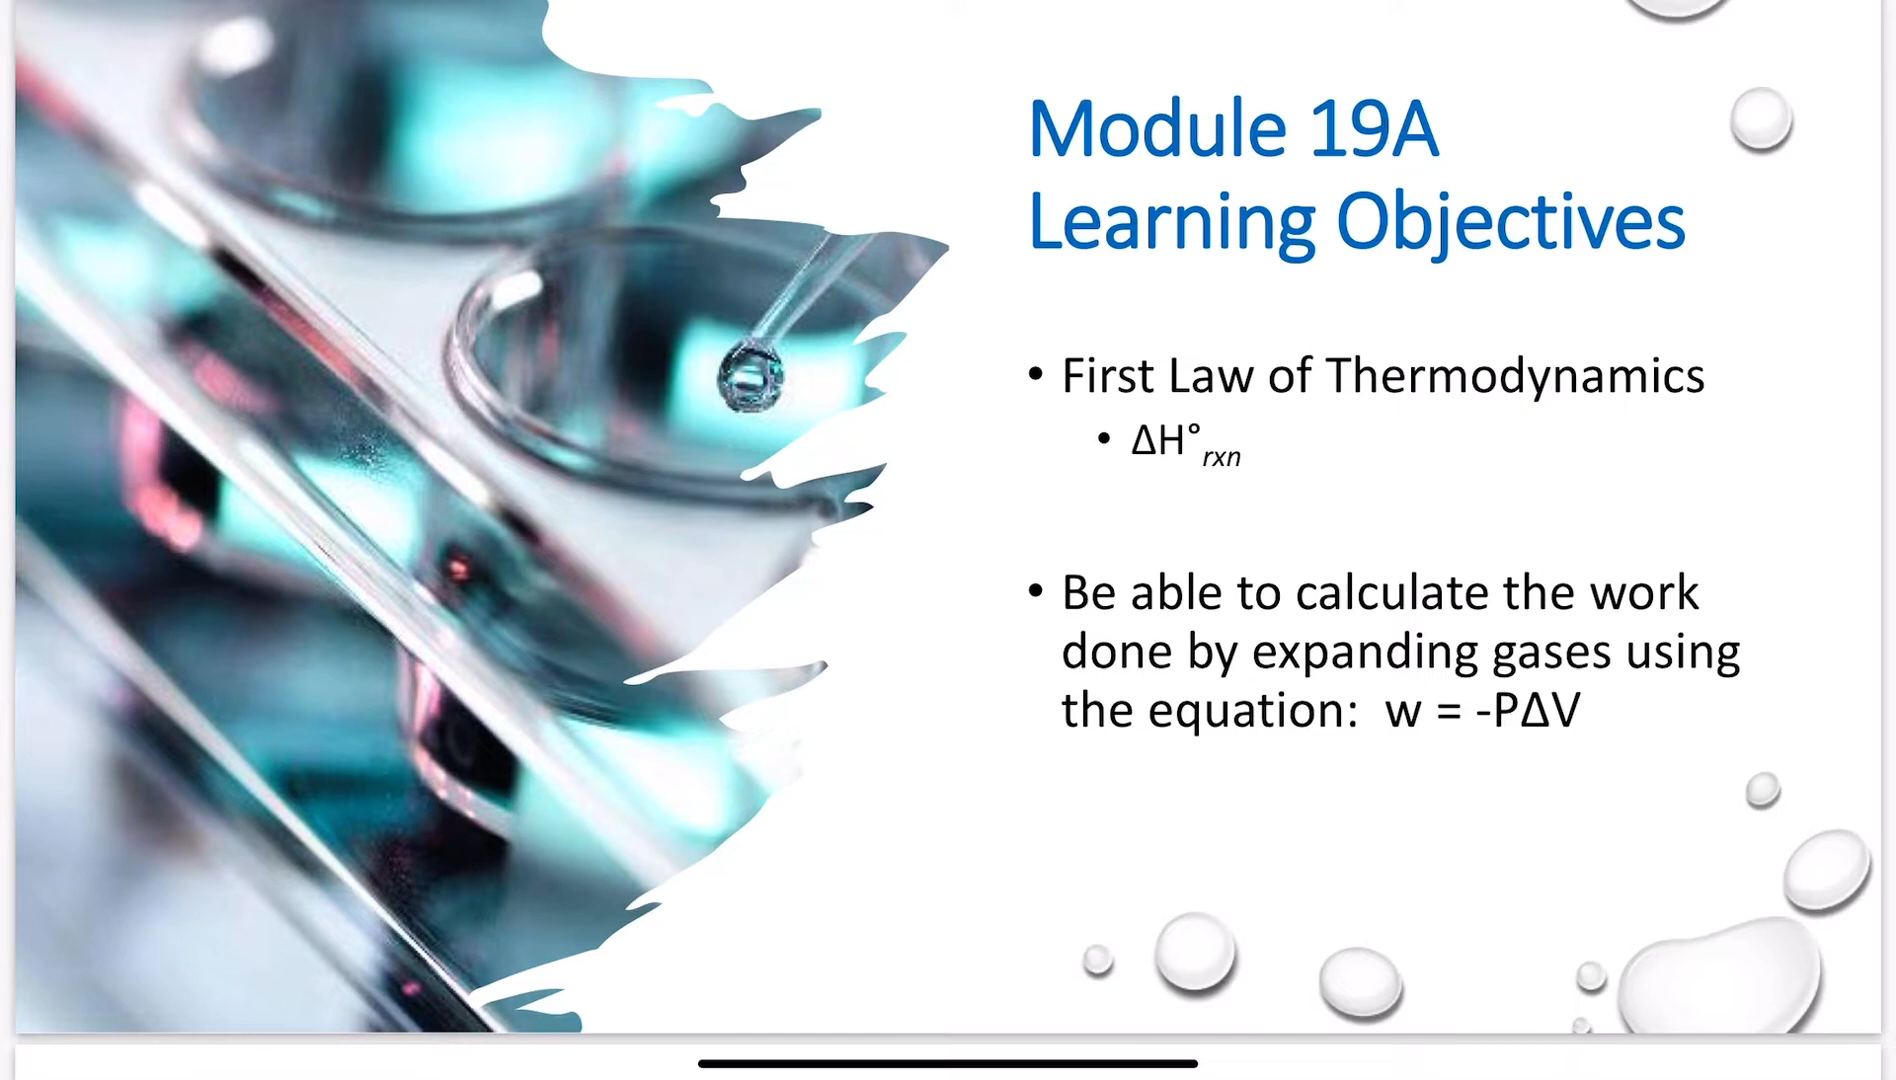 Module 19A
Learning Objectives
• First Law of Thermodynamics
• ΔH°rxn
• Be able to calculate the work
done by expanding gases using
the equation:  w = -PΔV